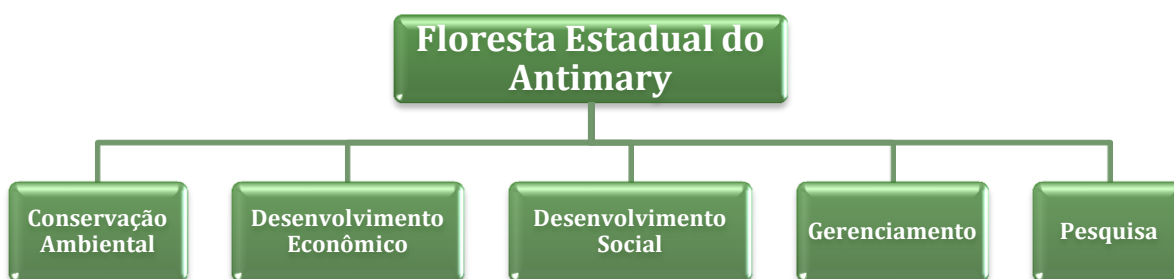 Floresta Estadual do
Antimary
Conservação
Ambiental
Desenvolvimento
Econômico
Desenvolvimento
Social
Gerenciamento
Pesquisa